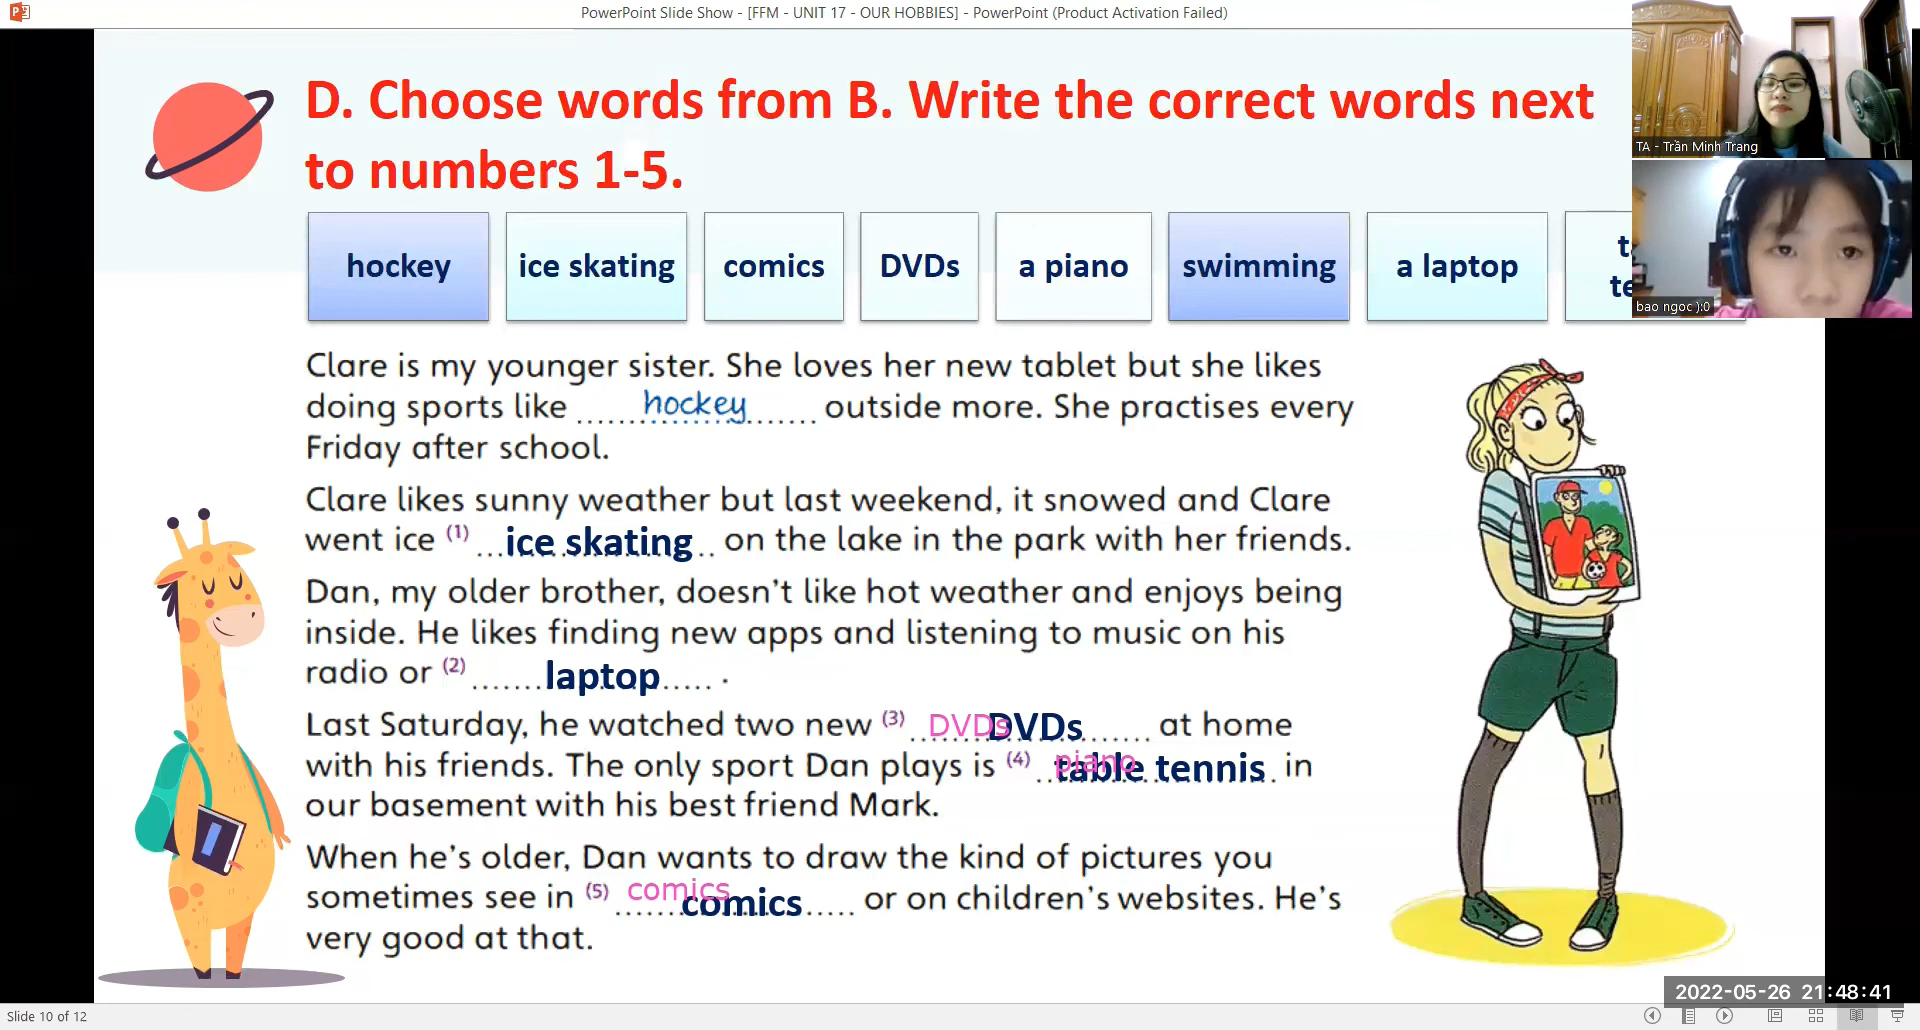 PowerPoint Slide Show - [FFM - UNIT 17 - OUR HOBBIES] - PowerPoint (Product Activation Failed)
D. Choose words from B. Write the correct words next
to numbers 1-5.
TA - Trần Minh Trang
bao ngoc ):0
hockey
ice skating
comics
DVDs
a piano
swimming
a laptop
Clare is my younger sister. She loves her new tablet but she likes
doing sports like hockey outside more. She practises every
Friday after school.
Clare likes sunny weather but last weekend, it snowed and Clare
went ice (1) ice skating on the lake in the park with her friends.
Dan, my older brother, doesn't like hot weather and enjoys being
inside. He likes finding new apps and listening to music on his
radio or (2) laptop .
Last Saturday, he watched two new (3) DVDs DVDs at home
with his friends. The only sport Dan plays is (4) piano table tennis in
our basement with his best friend Mark.
When he's older, Dan wants to draw the kind of pictures you
sometimes see in (5) comics comics or on children's websites. He's
very good at that.
2022-05-26 21:48:41
Slide 10 of 12